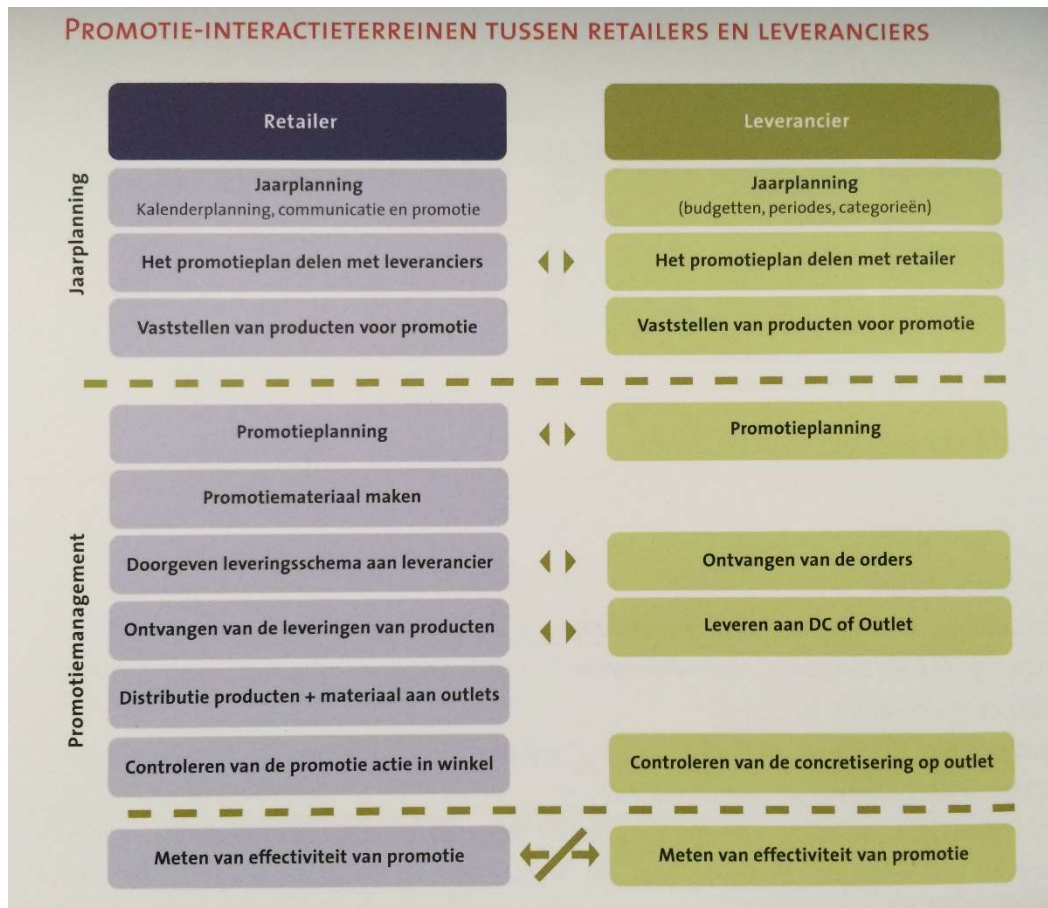 PROMOTIE-INTERACTIETERREINEN TUSSEN RETAILERS EN LEVERANCIERS
Retailer
Leverancier
Jaarplanning
Jaarplanning
Kalenderplanning, communicatie en promotie
Jaarplanning
(budgetten, periodes, categorieën)
Het promotieplan delen met leveranciers
Het promotieplan delen met retailer
Vaststellen van producten voor promotie
Vaststellen van producten voor promotie
Promotiemanagement
Promotieplanning
Promotieplanning
Promotiemateriaal maken
Doorgeven leveringsschema aan leverancier
Ontvangen van de orders
Ontvangen van de leveringen van producten
Leveren aan DC of Outlet
Distributie producten + materiaal aan outlets
Controleren van de promotie actie in winkel
Controleren van de concretisering op outlet
Meten van effectiviteit van promotie
Meten van effectiviteit van promotie